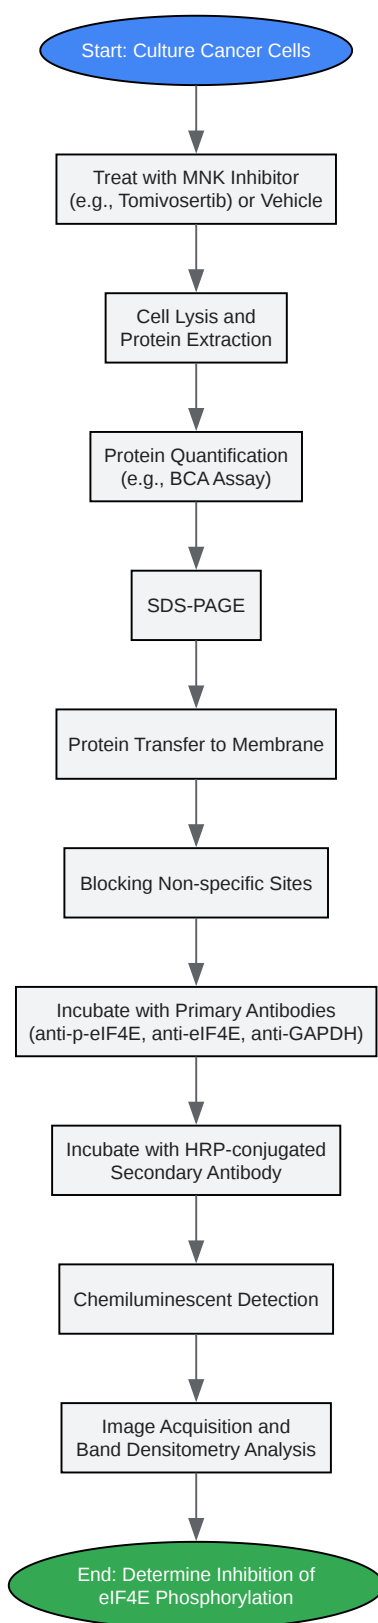 Start: Culture Cancer Cells
Treat with MNK Inhibitor
(e.g., Tomivosertib) or Vehicle
Cell Lysis and
Protein Extraction
Protein Quantification
(e.g., BCA Assay)
SDS-PAGE
Protein Transfer to Membrane
Blocking Non-specific Sites
Incubate with Primary Antibodies
(anti-p-eIF4E, anti-eIF4E, anti-GAPDH)
Incubate with HRP-conjugated
Secondary Antibody
Chemiluminescent Detection
Image Acquisition and
Band Densitometry Analysis
End: Determine Inhibition of
eIF4E Phosphorylation